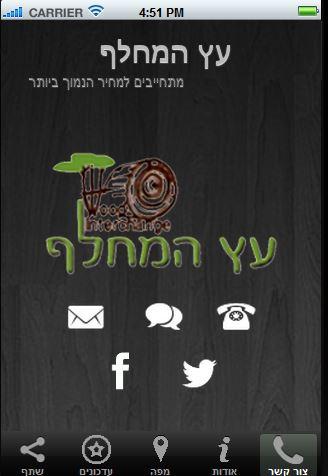 CARRIER 4:51 PM
עץ המחלף
מתחייבים למחיר הנמוך ביותר
Wood
Interchange
עץ המחלף
צור קשר
אודות
מפה
עדכונים
שתף